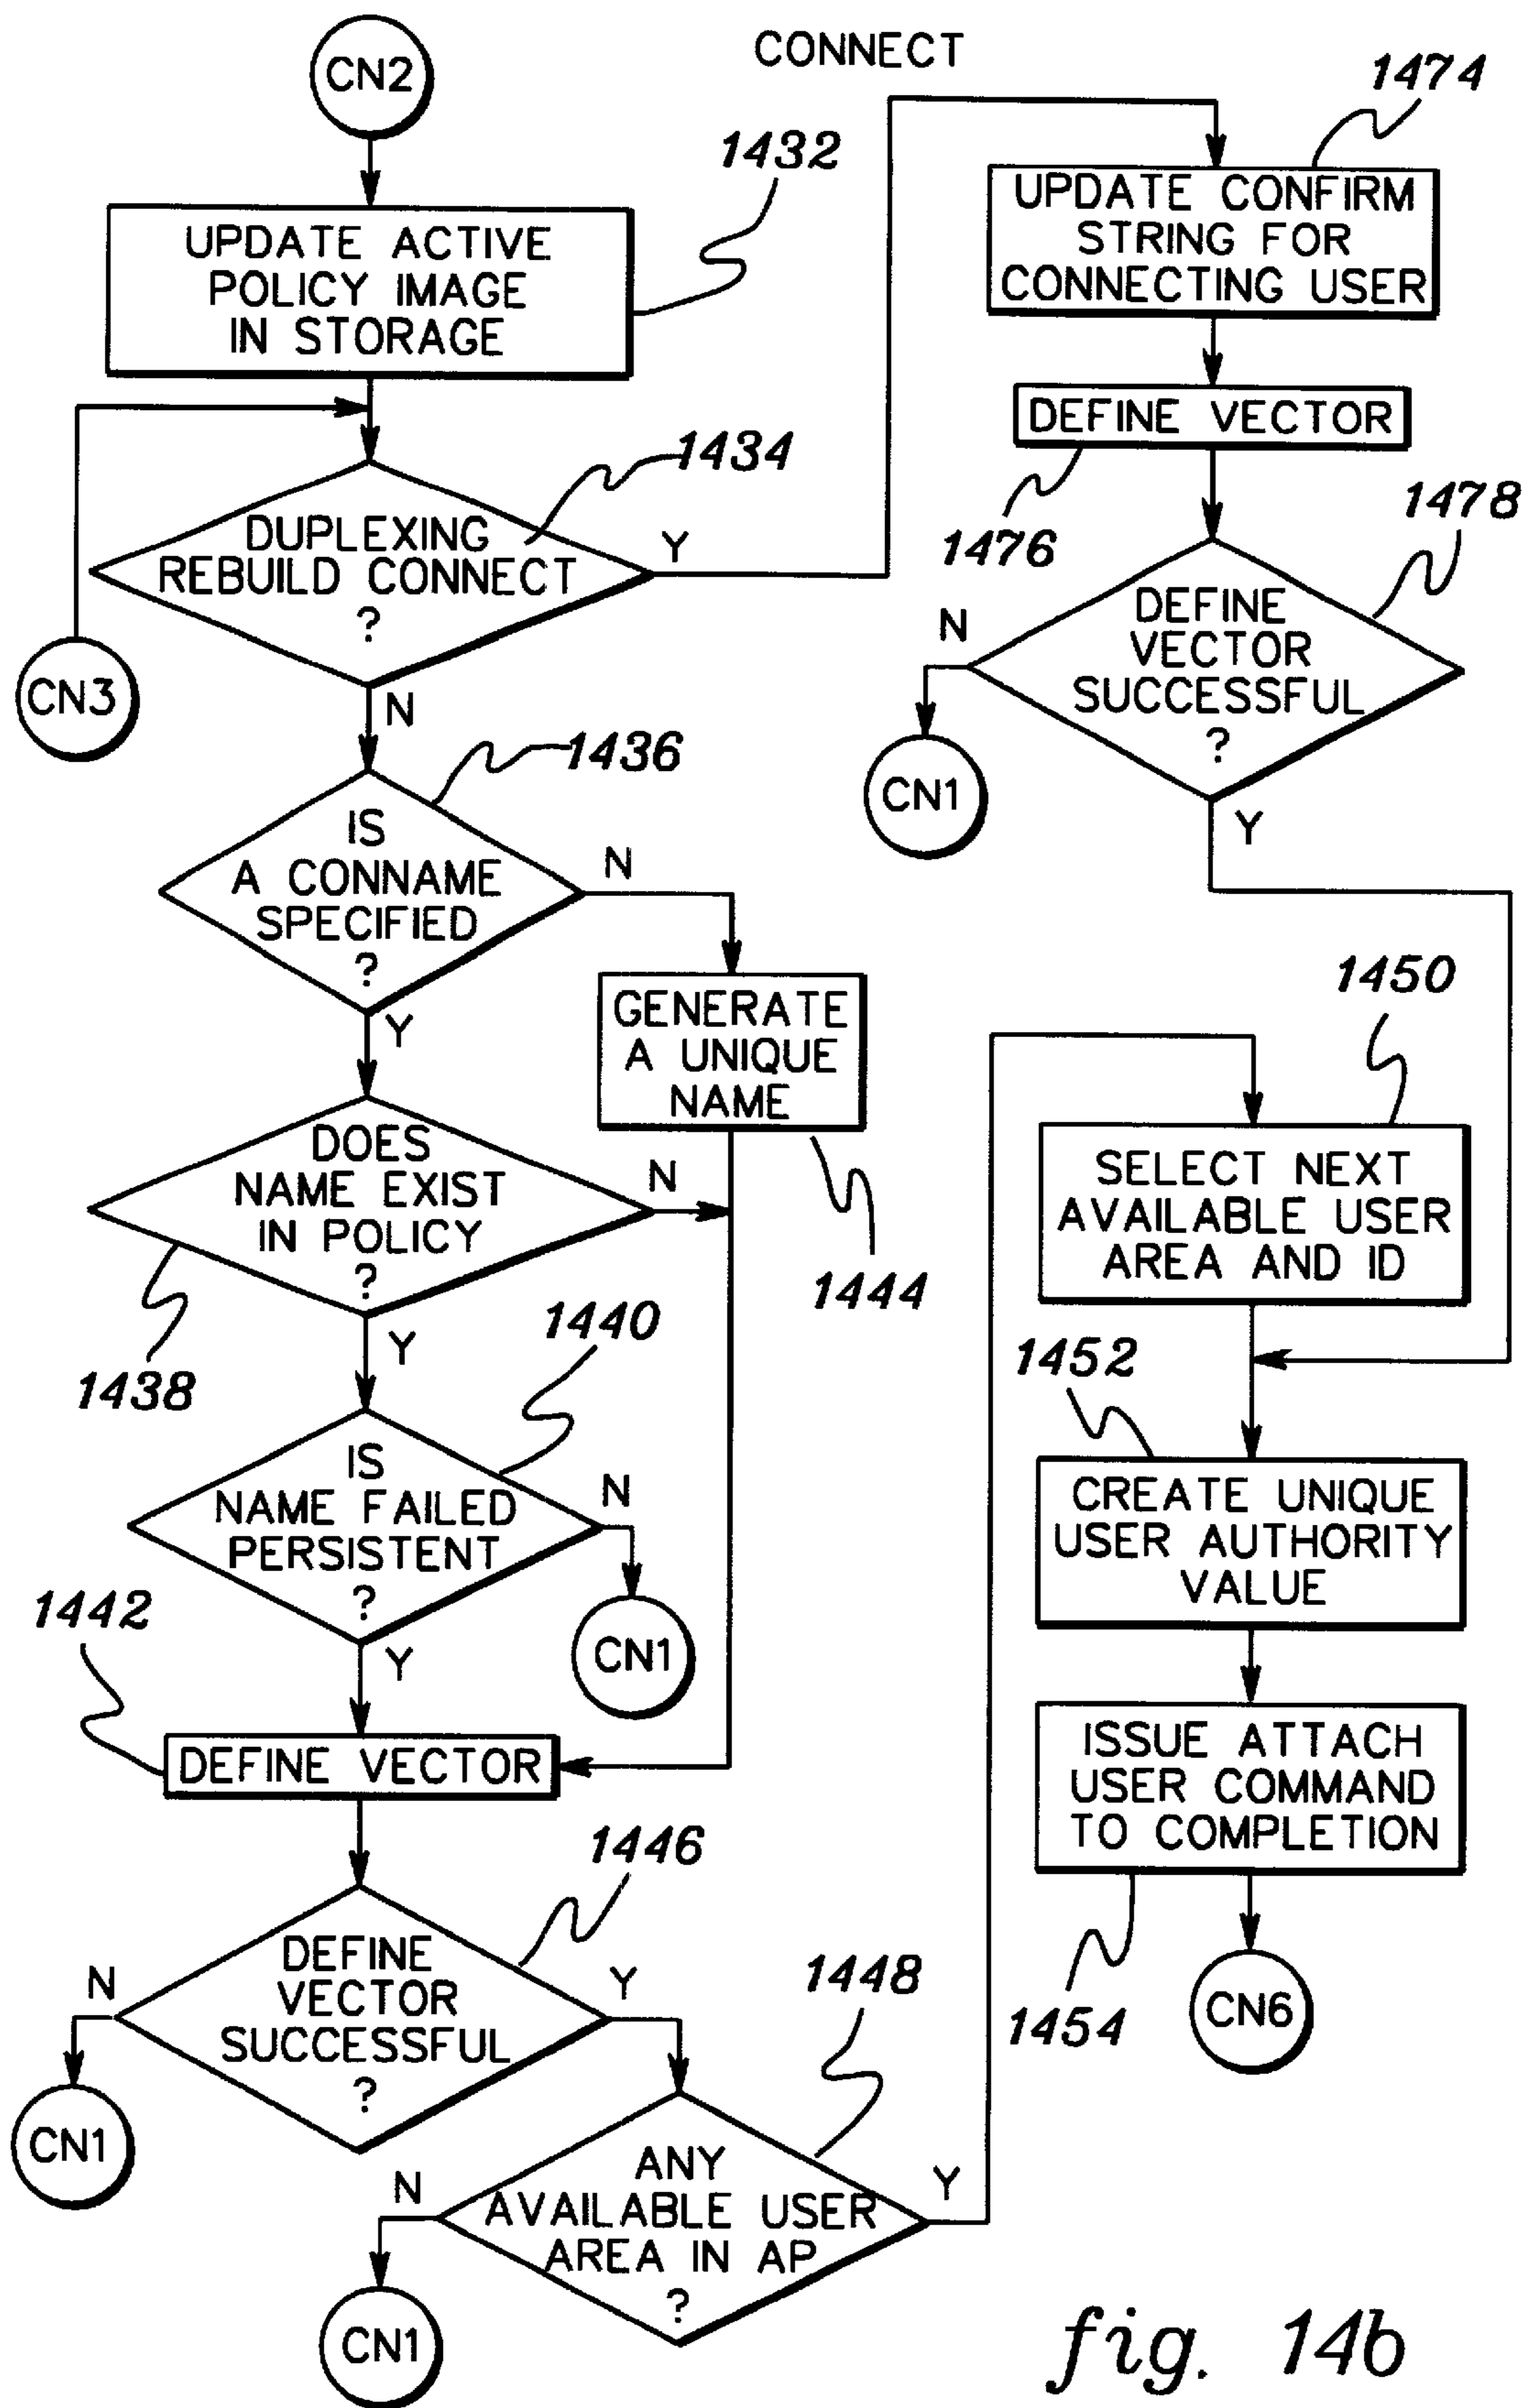 CONNECT
CN2
1432
UPDATE ACTIVE
POLICY IMAGE
IN STORAGE
1434
DUPLEXING
REBUILD CONNECT
?
Y
CN3
N
1436
IS
A CONNAME
SPECIFIED
?
N
Y
GENERATE
A UNIQUE
NAME
1444
DOES
NAME EXIST
IN POLICY
?
N
1438
Y
1440
IS
NAME FAILED
PERSISTENT
?
N
CN1
Y
1442
DEFINE VECTOR
1446
DEFINE
VECTOR
SUCCESSFUL
?
N
Y
CN1
1448
ANY
AVAILABLE USER
AREA IN AP
?
N
Y
CN1
1474
UPDATE CONFIRM
STRING FOR
CONNECTING USER
DEFINE VECTOR
1476
1478
DEFINE
VECTOR
SUCCESSFUL
?
N
CN1
Y
1450
SELECT NEXT
AVAILABLE USER
AREA AND ID
1452
CREATE UNIQUE
USER AUTHORITY
VALUE
ISSUE ATTACH
USER COMMAND
TO COMPLETION
1454
CN6
fig. 14b